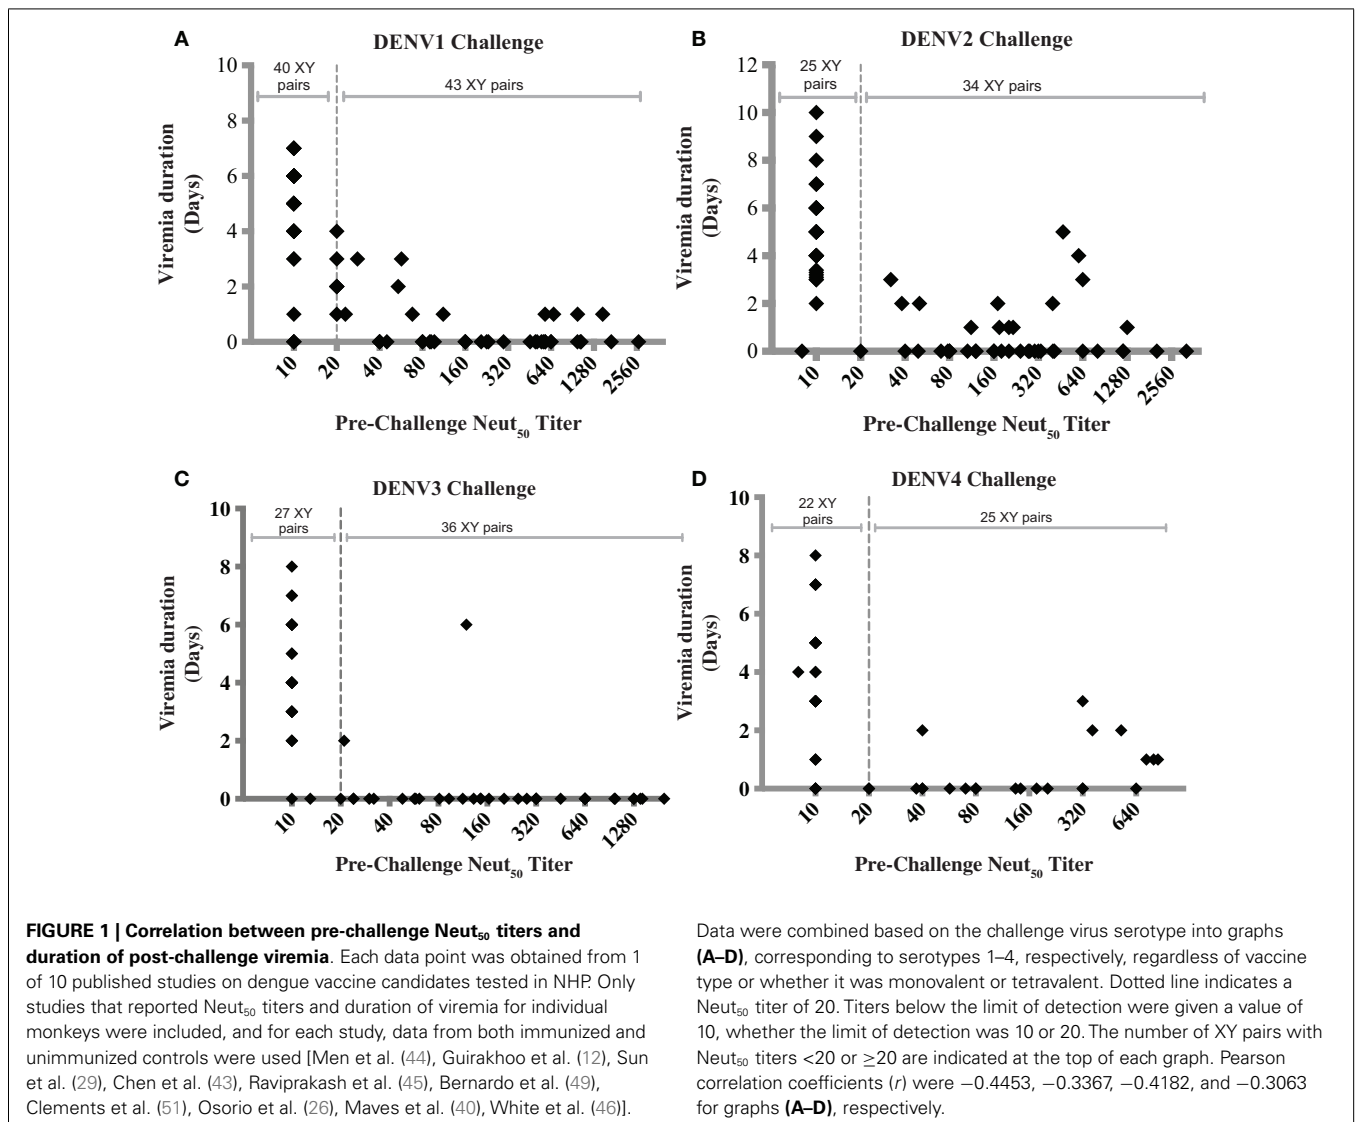 A
DENV1 Challenge
40 XY
pairs
43 XY pairs
Viremia duration
(Days)
10
8
6
4
2
0
10
20
40
80
160
320
640
1280
2560
Pre-Challenge Neut50 Titer
B
DENV2 Challenge
25 XY
pairs
34 XY pairs
Viremia duration
(Days)
12
10
8
6
4
2
0
10
20
40
80
160
320
640
1280
2560
Pre-Challenge Neut50 Titer
C
DENV3 Challenge
27 XY
pairs
36 XY pairs
Viremia duration
(Days)
10
8
6
4
2
0
10
20
40
80
160
320
640
1280
Pre-Challenge Neut50 Titer
D
DENV4 Challenge
22 XY
pairs
25 XY pairs
Viremia duration
(Days)
10
8
6
4
2
0
10
20
40
80
160
320
640
Pre-Challenge Neut50 Titer
FIGURE 1 | Correlation between pre-challenge Neut50 titers and
duration of post-challenge viremia. Each data point was obtained from 1
of 10 published studies on dengue vaccine candidates tested in NHP. Only
studies that reported Neut50 titers and duration of viremia for individual
monkeys were included, and for each study, data from both immunized and
unimmunized controls were used [Men et al. (44), Guirakhoo et al. (12), Sun
et al. (29), Chen et al. (43), Raviprakash et al. (45), Bernardo et al. (49),
Clements et al. (51), Osorio et al. (26), Maves et al. (40), White et al. (46)].
Data were combined based on the challenge virus serotype into graphs
(A–D), corresponding to serotypes 1–4, respectively, regardless of vaccine
type or whether it was monovalent or tetravalent. Dotted line indicates a
Neut50 titer of 20. Titers below the limit of detection were given a value of
10, whether the limit of detection was 10 or 20. The number of XY pairs with
Neut50 titers <20 or ≥20 are indicated at the top of each graph. Pearson
correlation coefficients (r) were −0.4453, −0.3367, −0.4182, and −0.3063
for graphs (A–D), respectively.